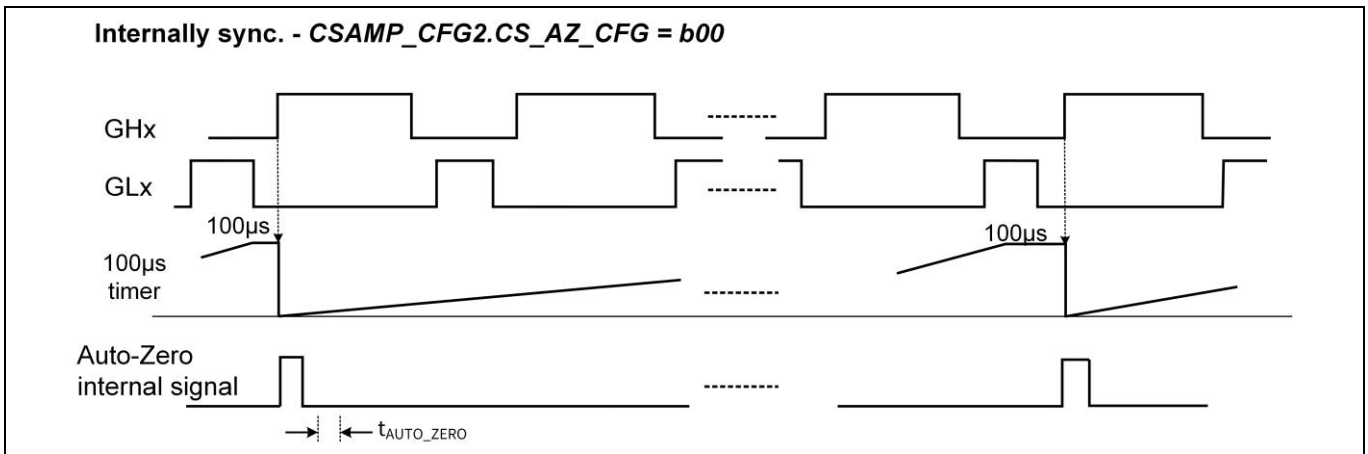 Internally sync. - CSAMP_CFG2.CS_AZ_CFG = b00
GHx
GLx
100µs
100µs
100µs
timer
Auto-Zero
internal signal
tAUTO_ZERO